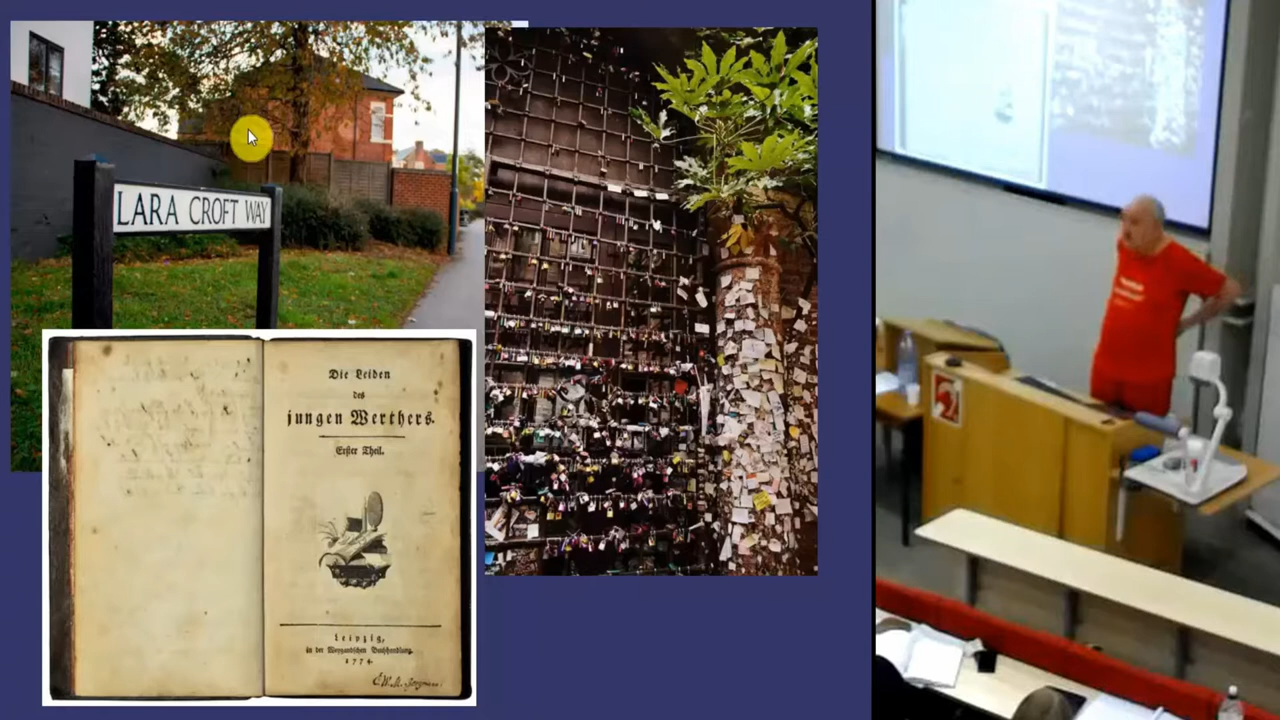 LARA CROFT WAY
Die Leiden
des
jungen Werthers.
Erster Theil.
Leipzig,
in der Weygandschen Buchhandlung.
1774.